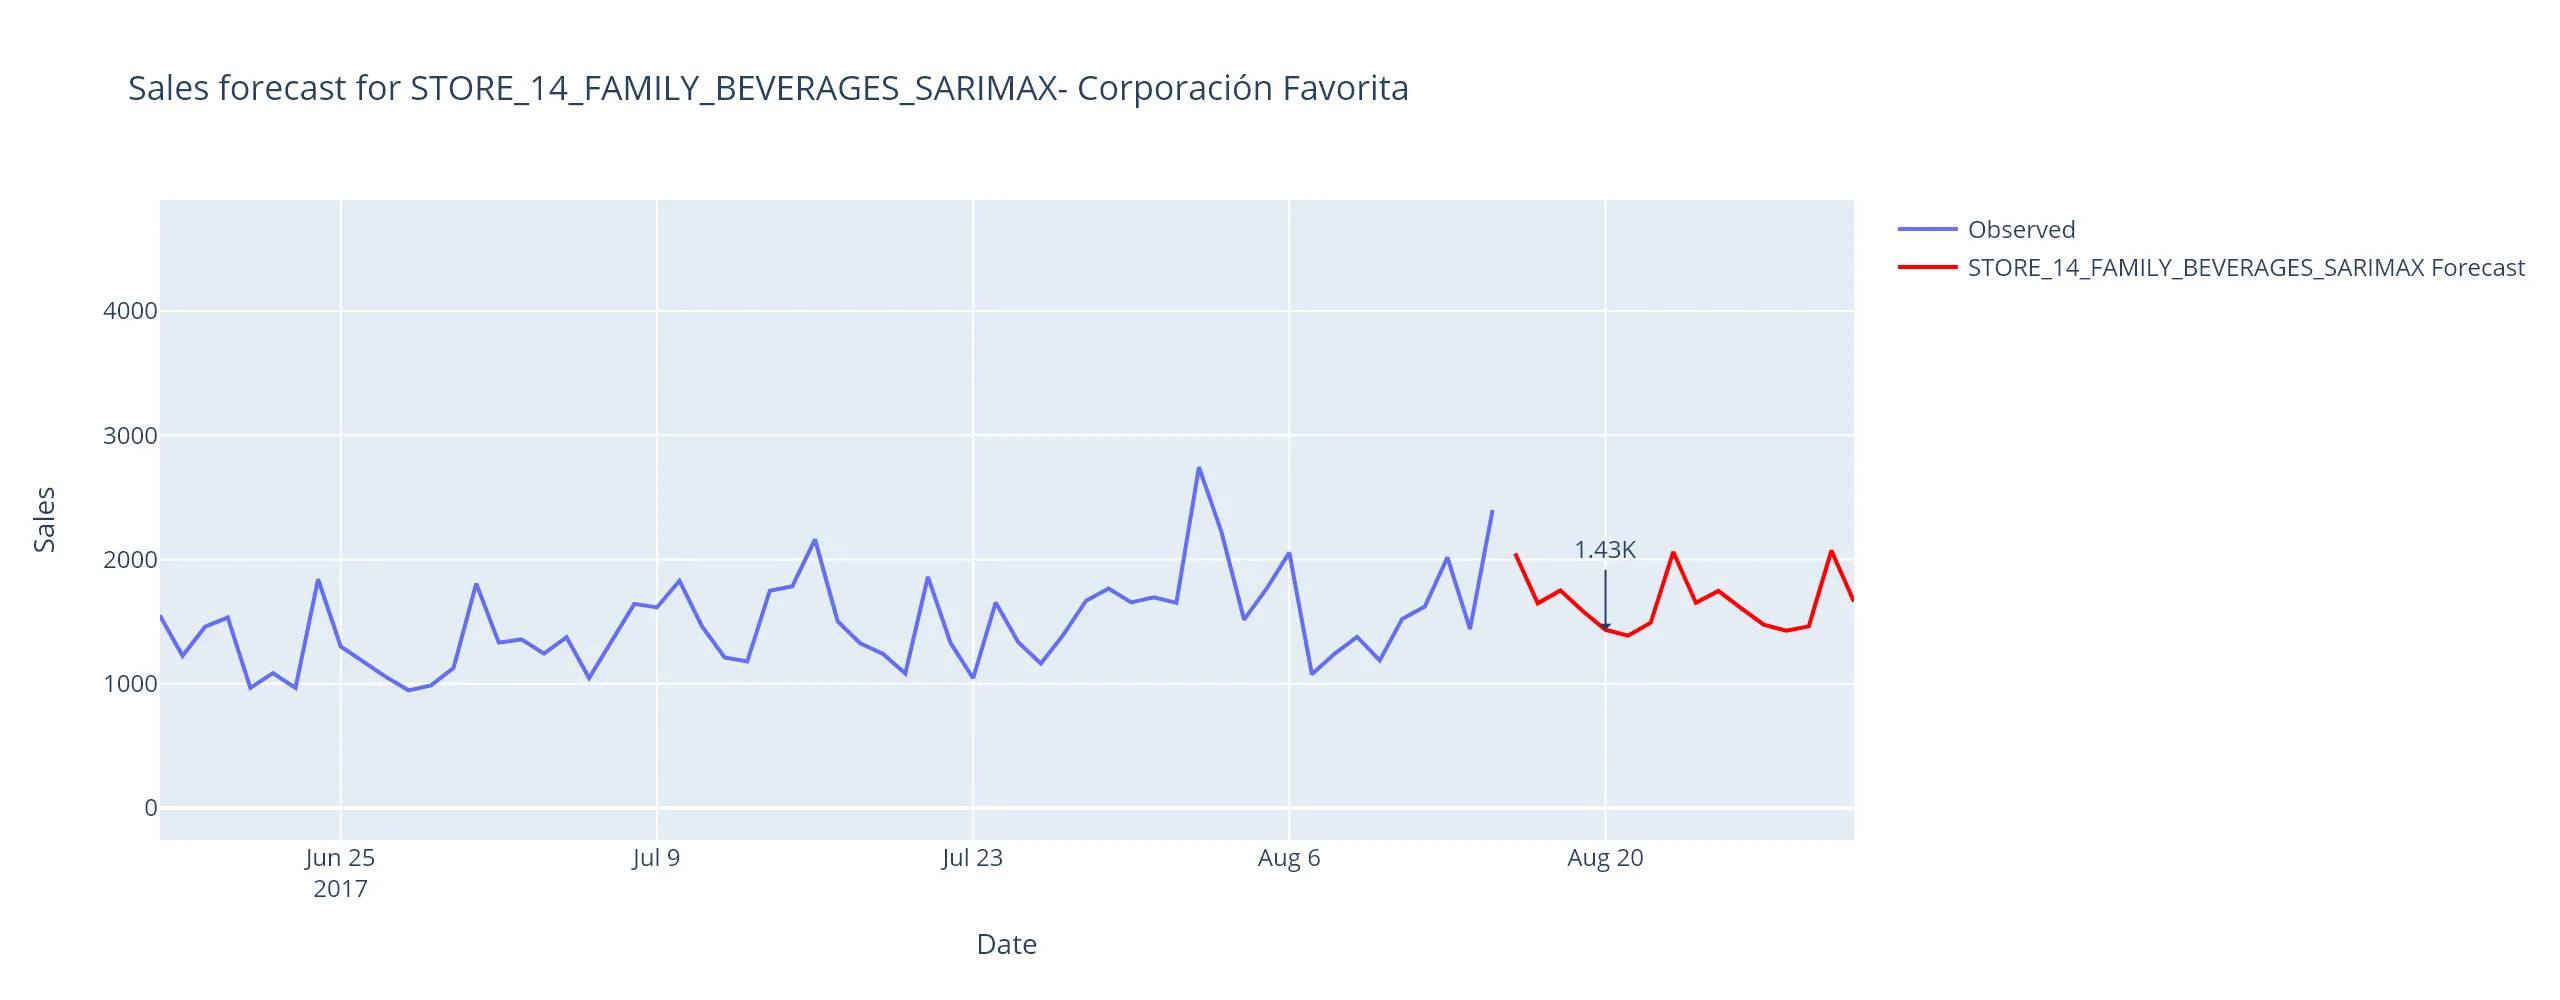 Sales forecast for STORE_14_FAMILY_BEVERAGES_SARIMAX- Corporación Favorita
Observed
STORE_14_FAMILY_BEVERAGES_SARIMAX Forecast
4000
3000
2000
1000
0
Sales
1.43K
Jun 25
2017
Jul 9
Jul 23
Aug 6
Aug 20
Date